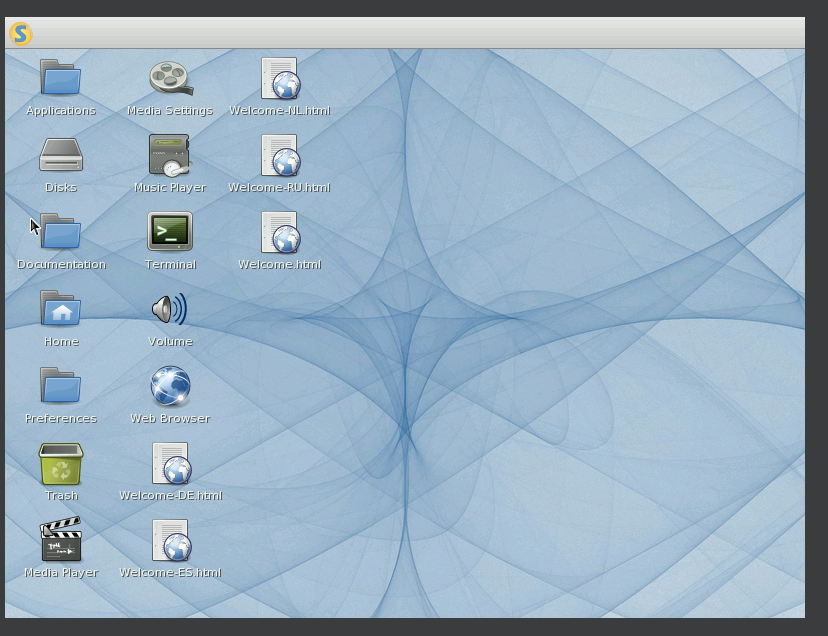 S
Applications
Media Settings
Welcome-NL.html
Disks
Music Player
Welcome-RU.html
Documentation
>_
Terminal
Welcome.html
Home
Volume
Preferences
Web Browser
Trash
Welcome-DE.html
Media Player
Welcome-ES.html